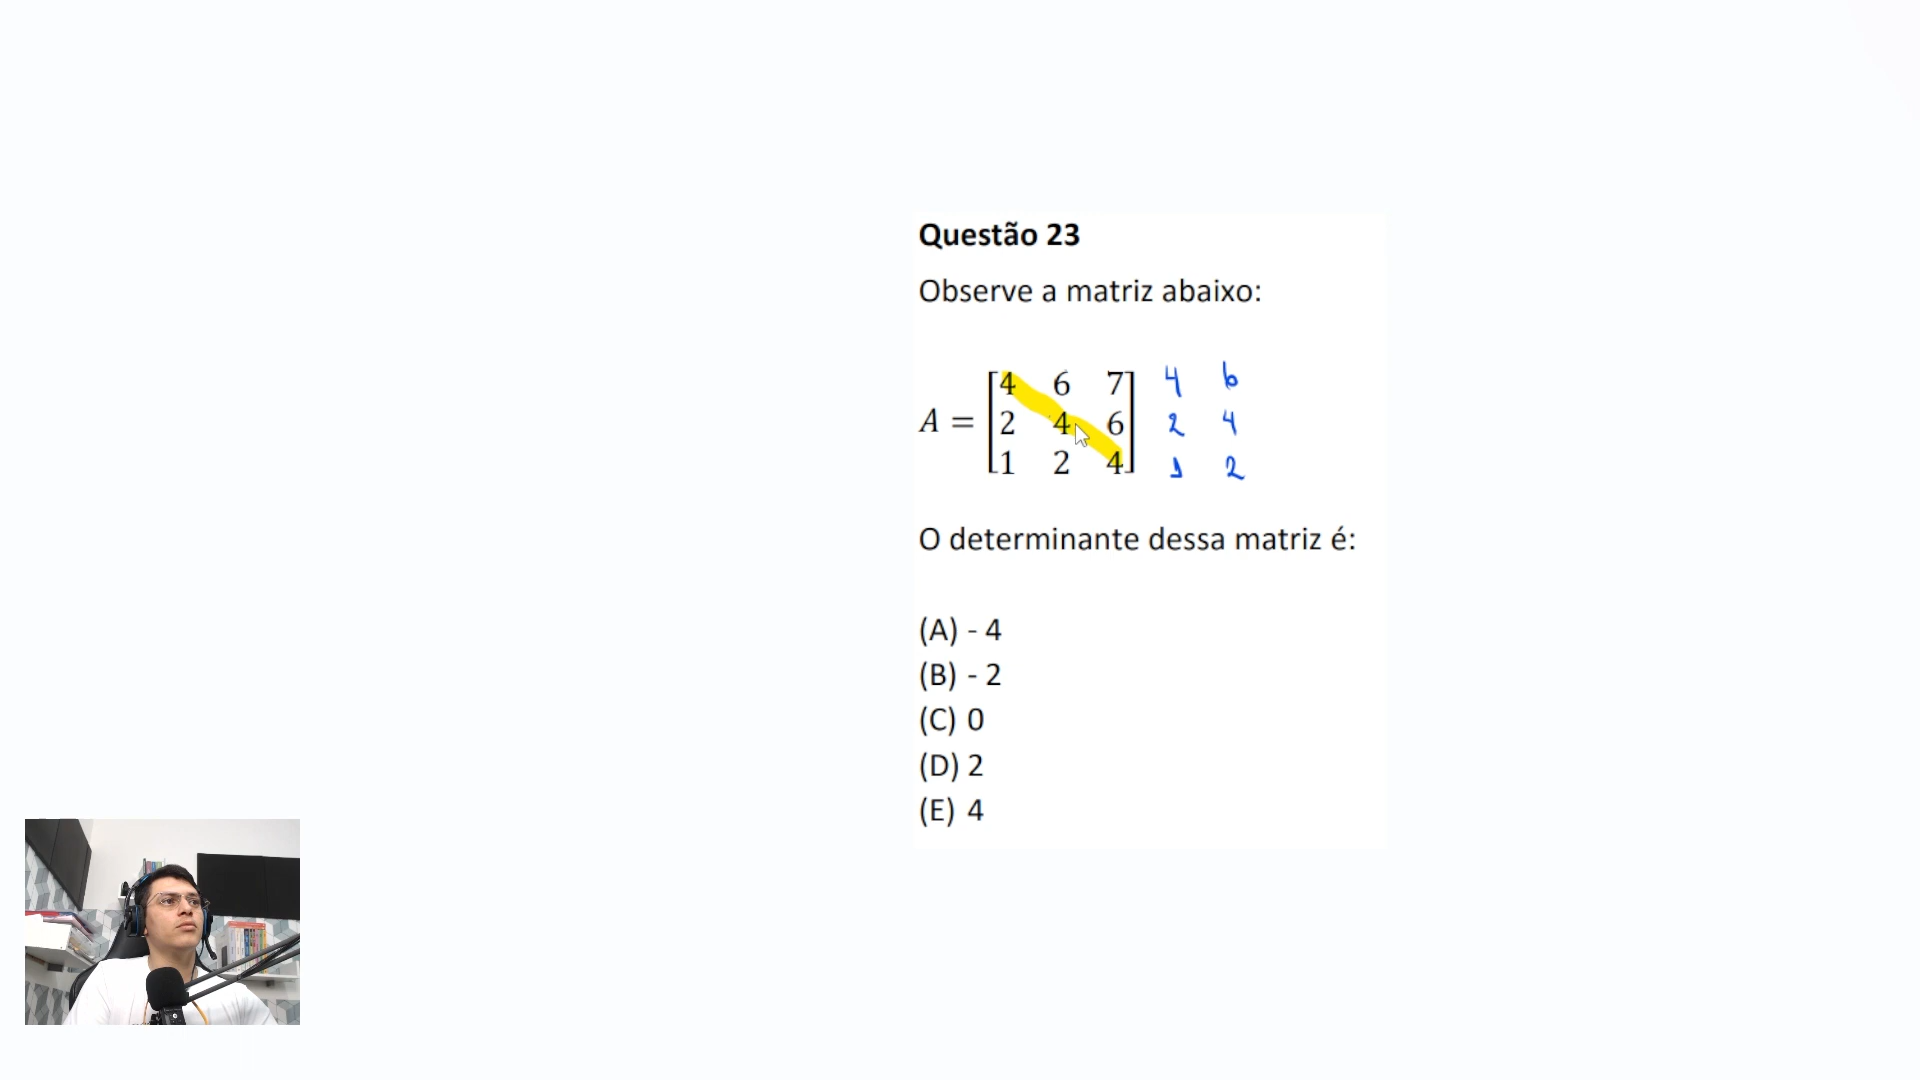 Questão 23
Observe a matriz abaixo:
4 6 7 4 6
A = 2 4 6 2 4
1 2 4 1 2
O determinante dessa matriz é:
(A) - 4
(B) - 2
(C) 0
(D) 2
(E) 4